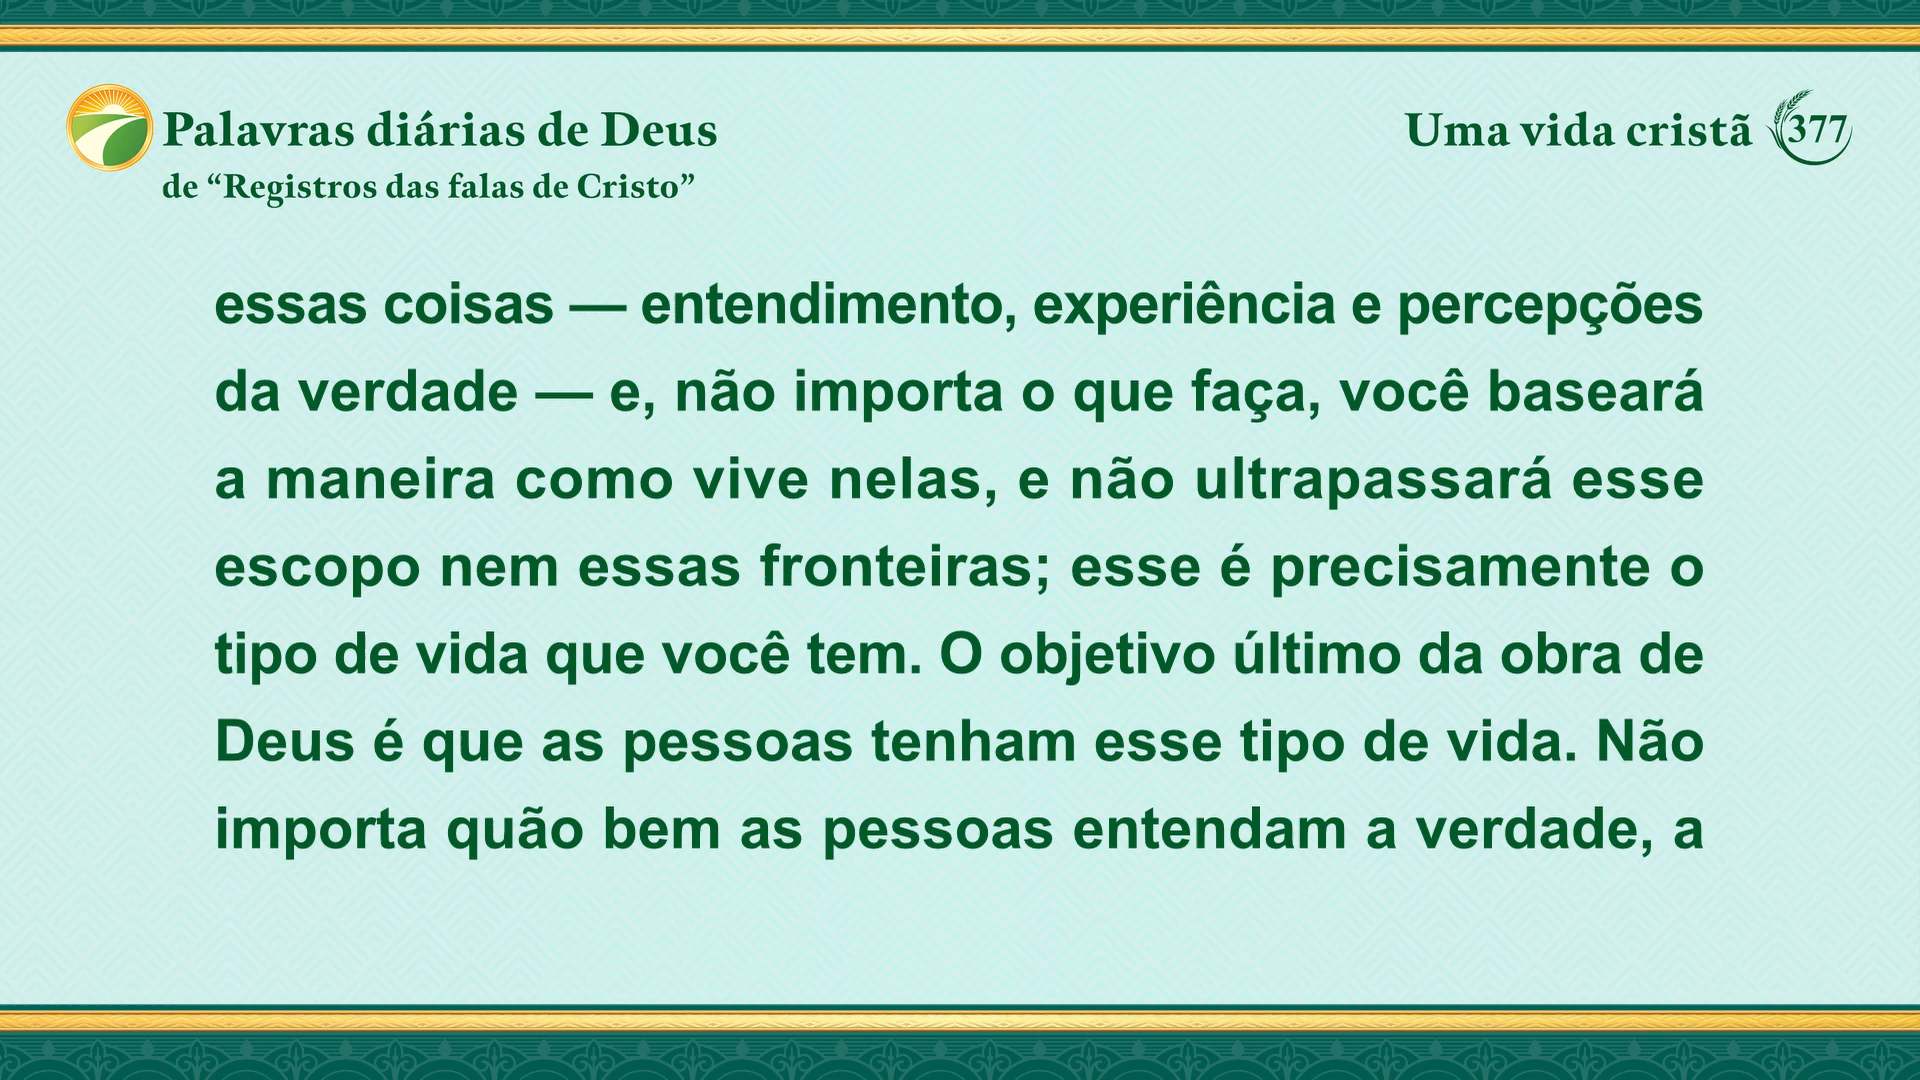 Palavras diárias de Deus
de “Registros das falas de Cristo”
Uma vida cristã 377
essas coisas — entendimento, experiência e percepções
da verdade — e, não importa o que faça, você baseará
a maneira como vive nelas, e não ultrapassará esse
escopo nem essas fronteiras; esse é precisamente o
tipo de vida que você tem. O objetivo último da obra de
Deus é que as pessoas tenham esse tipo de vida. Não
importa quão bem as pessoas entendam a verdade, a